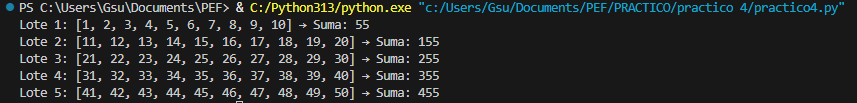 PS C:\Users\Gsu\Documents\PEF> & C:/Python313/python.exe "c:/Users/Gsu/Documents/PEF/PRACTICO/practico 4/practico4.py"
Lote 1: [1, 2, 3, 4, 5, 6, 7, 8, 9, 10] → Suma: 55
Lote 2: [11, 12, 13, 14, 15, 16, 17, 18, 19, 20] → Suma: 155
Lote 3: [21, 22, 23, 24, 25, 26, 27, 28, 29, 30] → Suma: 255
Lote 4: [31, 32, 33, 34, 35, 36, 37, 38, 39, 40] → Suma: 355
Lote 5: [41, 42, 43, 44, 45, 46, 47, 48, 49, 50] → Suma: 455